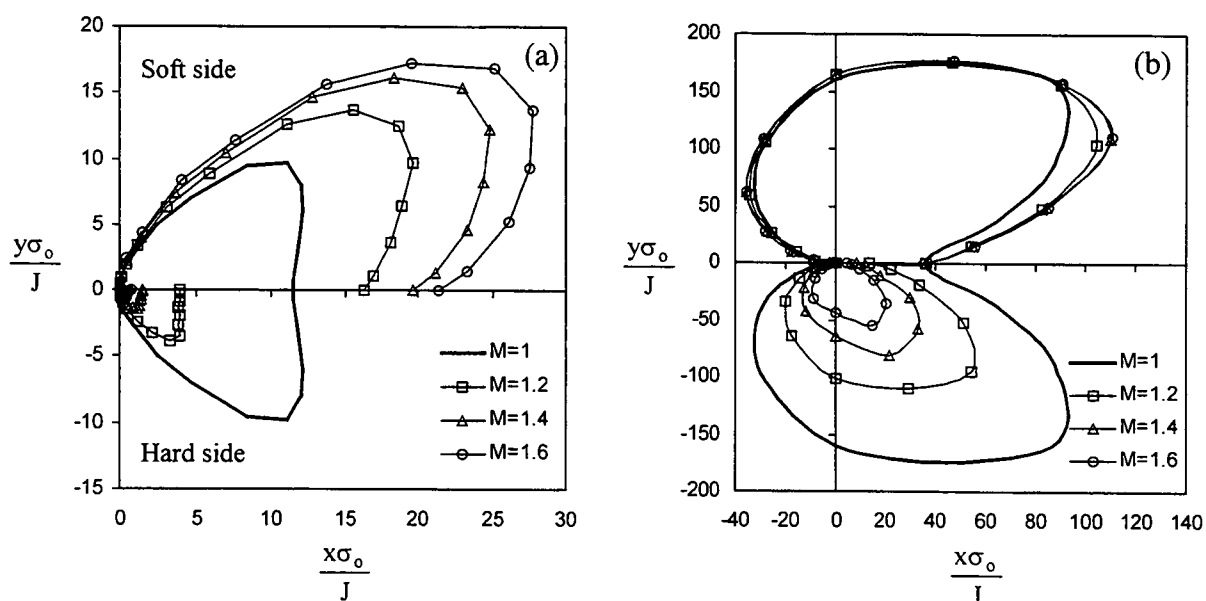 20
15
10
5
0
-5
-10
-15
0 5 10 15 20 25 30
yσₒ
J
xσₒ
J
Soft side
(a)
Hard side
M=1
M=1.2
M=1.4
M=1.6
200
150
100
50
0
-50
-100
-150
-200
-40 -20 0 20 40 60 80 100 120 140
yσₒ
J
xσₒ
J
(b)
M=1
M=1.2
M=1.4
M=1.6